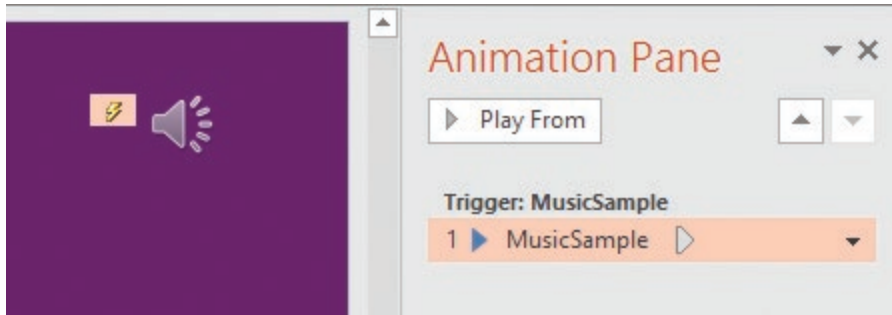 Animation Pane
Play From
Trigger: MusicSample
1 MusicSample